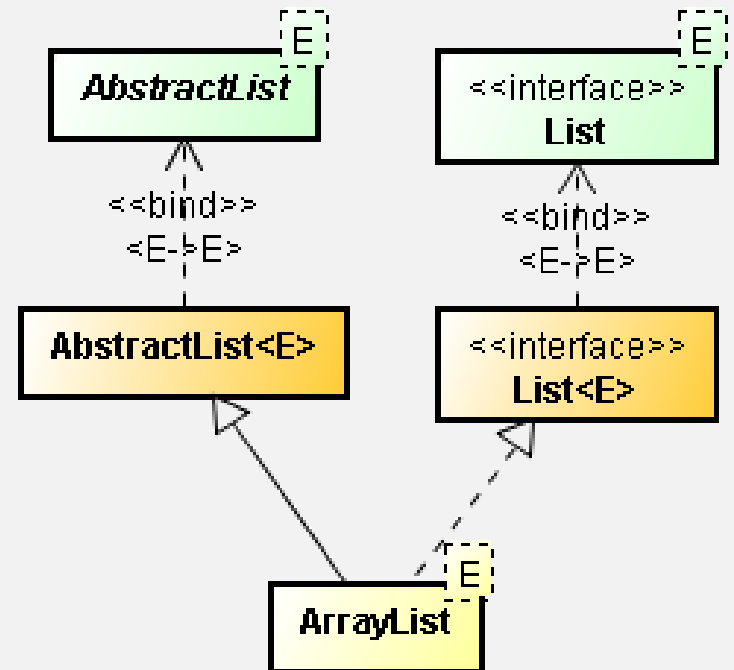 E
AbstractList
<<bind>>
<E->E>
AbstractList<E>
E
<<interface>>
List
<<bind>>
<E->E>
<<interface>>
List<E>
E
ArrayList